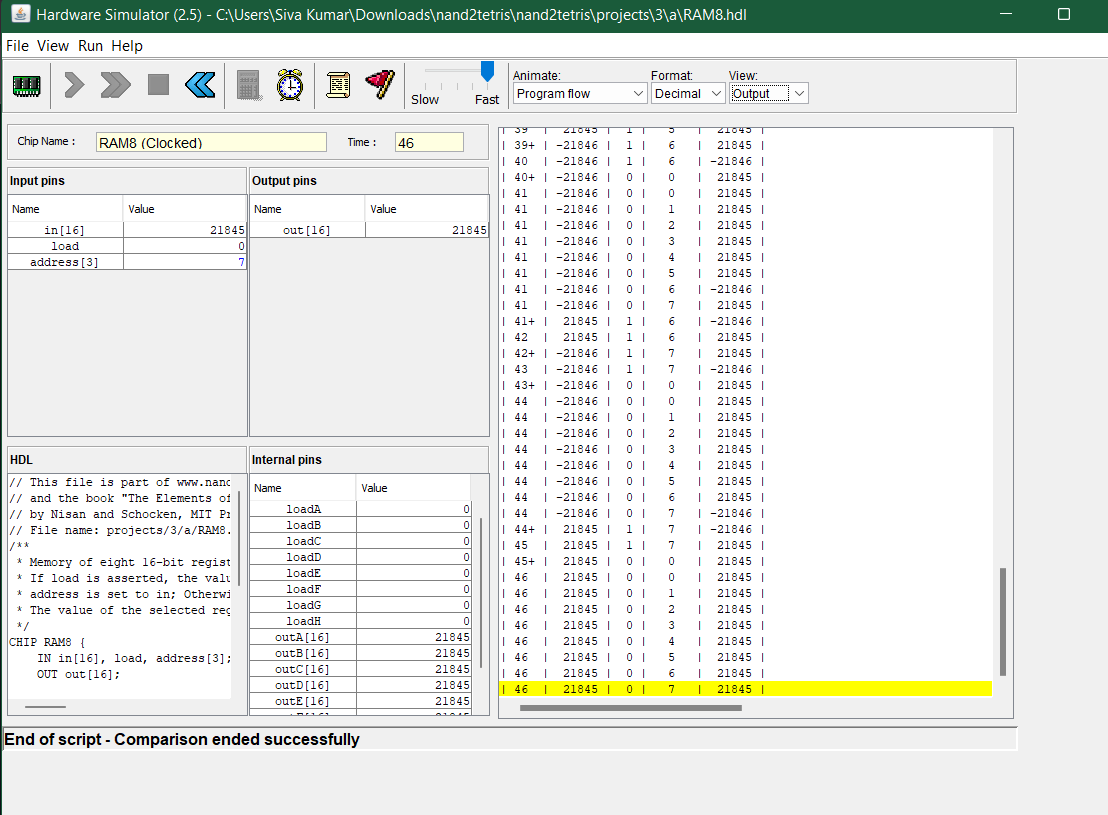 Hardware Simulator (2.5) - C:\Users\Siva Kumar\Downloads\nand2tetris\nand2tetris\projects\3\a\RAM8.hdl
File View Run Help
Slow Fast
Animate: Format: View:
Program flow Decimal Output
Chip Name : RAM8 (Clocked) Time : 46
Input pins
Name Value
in[16] 21845
load 0
address[3] 7
Output pins
Name Value
out[16] 21845
HDL
// This file is part of www.nand
// and the book "The Elements of
// by Nisan and Schocken, MIT Pr
// File name: projects/3/a/RAM8.
/**
* Memory of eight 16-bit regist
* If load is asserted, the valu
* address is set to in; Otherwi
* The value of the selected reg
*/
CHIP RAM8 {
IN in[16], load, address[3];
OUT out[16];
Internal pins
Name Value
loadA 0
loadB 0
loadC 0
loadD 0
loadE 0
loadF 0
loadG 0
loadH 0
outA[16] 21845
outB[16] 21845
outC[16] 21845
outD[16] 21845
outE[16] 21845
| 39 | 21845 | 1 | 5 | 21845 |
| 39+ | -21846 | 1 | 6 | 21845 |
| 40 | -21846 | 1 | 6 | -21846 |
| 40+ | -21846 | 0 | 0 | 21845 |
| 41 | -21846 | 0 | 0 | 21845 |
| 41 | -21846 | 0 | 1 | 21845 |
| 41 | -21846 | 0 | 2 | 21845 |
| 41 | -21846 | 0 | 3 | 21845 |
| 41 | -21846 | 0 | 4 | 21845 |
| 41 | -21846 | 0 | 5 | 21845 |
| 41 | -21846 | 0 | 6 | -21846 |
| 41 | -21846 | 0 | 7 | 21845 |
| 41+ | 21845 | 1 | 6 | -21846 |
| 42 | 21845 | 1 | 6 | 21845 |
| 42+ | -21846 | 1 | 7 | 21845 |
| 43 | -21846 | 1 | 7 | -21846 |
| 43+ | -21846 | 0 | 0 | 21845 |
| 44 | -21846 | 0 | 0 | 21845 |
| 44 | -21846 | 0 | 1 | 21845 |
| 44 | -21846 | 0 | 2 | 21845 |
| 44 | -21846 | 0 | 3 | 21845 |
| 44 | -21846 | 0 | 4 | 21845 |
| 44 | -21846 | 0 | 5 | 21845 |
| 44 | -21846 | 0 | 6 | 21845 |
| 44 | -21846 | 0 | 7 | -21846 |
| 44+ | 21845 | 1 | 7 | -21846 |
| 45 | 21845 | 1 | 7 | 21845 |
| 45+ | 21845 | 0 | 0 | 21845 |
| 46 | 21845 | 0 | 0 | 21845 |
| 46 | 21845 | 0 | 1 | 21845 |
| 46 | 21845 | 0 | 2 | 21845 |
| 46 | 21845 | 0 | 3 | 21845 |
| 46 | 21845 | 0 | 4 | 21845 |
| 46 | 21845 | 0 | 5 | 21845 |
| 46 | 21845 | 0 | 6 | 21845 |
| 46 | 21845 | 0 | 7 | 21845 |
End of script - Comparison ended successfully